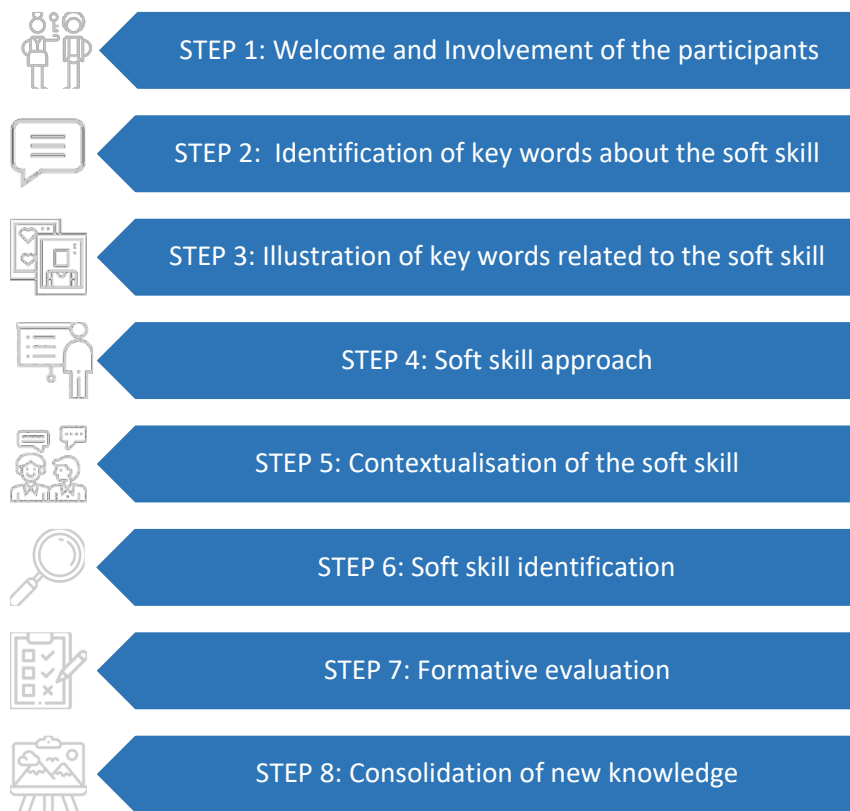 STEP 1: Welcome and Involvement of the participants
STEP 2:  Identification of key words about the soft skill
STEP 3: Illustration of key words related to the soft skill
STEP 4: Soft skill approach
STEP 5: Contextualisation of the soft skill
STEP 6: Soft skill identification
STEP 7: Formative evaluation
STEP 8: Consolidation of new knowledge